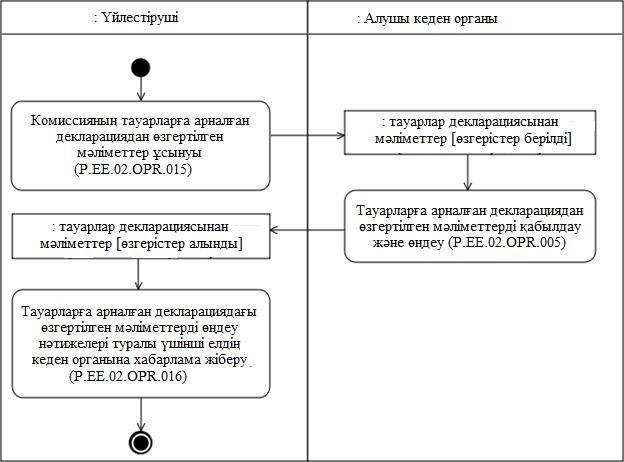 : Үйлестіруші
: Алушы кеден органы
Комиссияның тауарларға арналған
декларациядан өзгертілген
мәліметтер ұсынуы
(P.EE.02.OPR.015)
: тауарлар декларациясынан
мәліметтер [өзгерістер берілді]
Тауарларға арналған декларациядан
өзгертілген мәліметтерді қабылдау
және өңдеу (P.EE.02.OPR.005)
: тауарлар декларациясынан
мәліметтер [өзгерістер алынды]
Тауарларға арналған декларациядағы
өзгертілген мәліметтерді өңдеу
нәтижелері туралы үшінші елдің
кеден органына хабарлама жіберу
(P.EE.02.OPR.016)